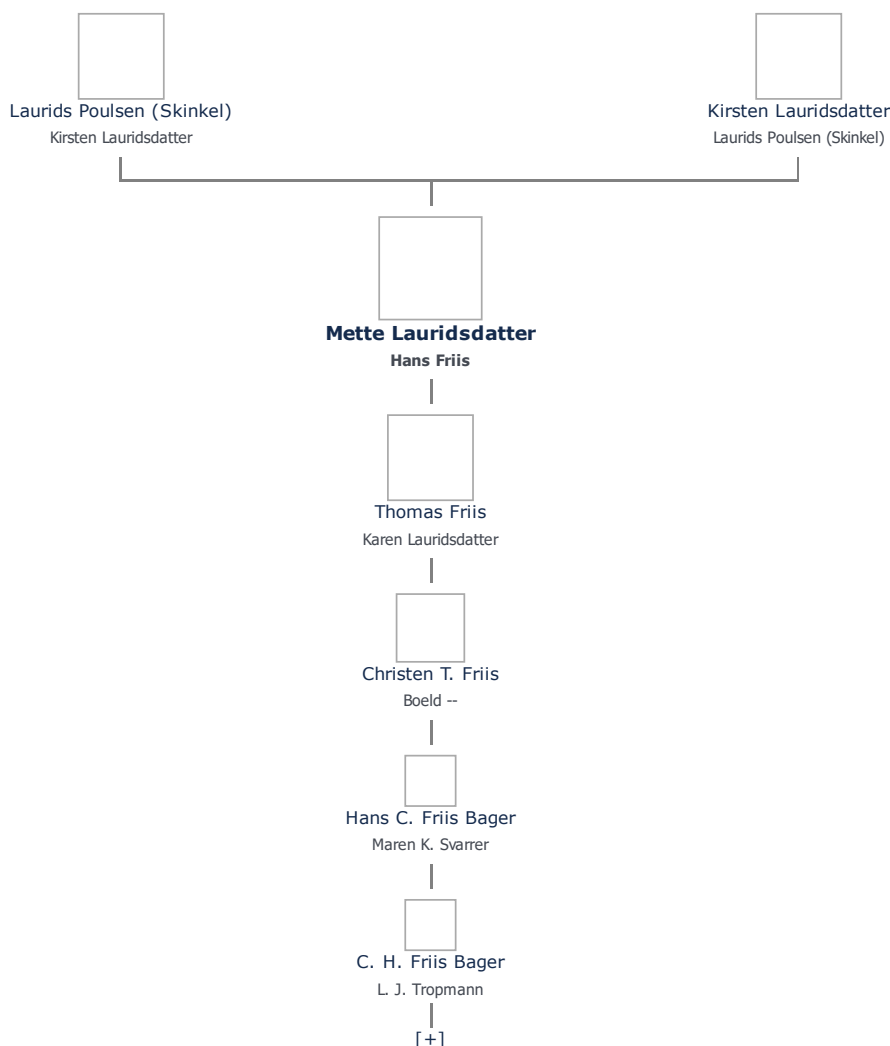 Laurids Poulsen (Skinkel)
Kirsten Lauridsdatter
Kirsten Lauridsdatter
Laurids Poulsen (Skinkel)
Mette Lauridsdatter
Hans Friis
Thomas Friis
Karen Lauridsdatter
Christen T. Friis
Boeld --
Hans C. Friis Bager
Maren K. Svarrer
C. H. Friis Bager
L. J. Tropmann
[+]